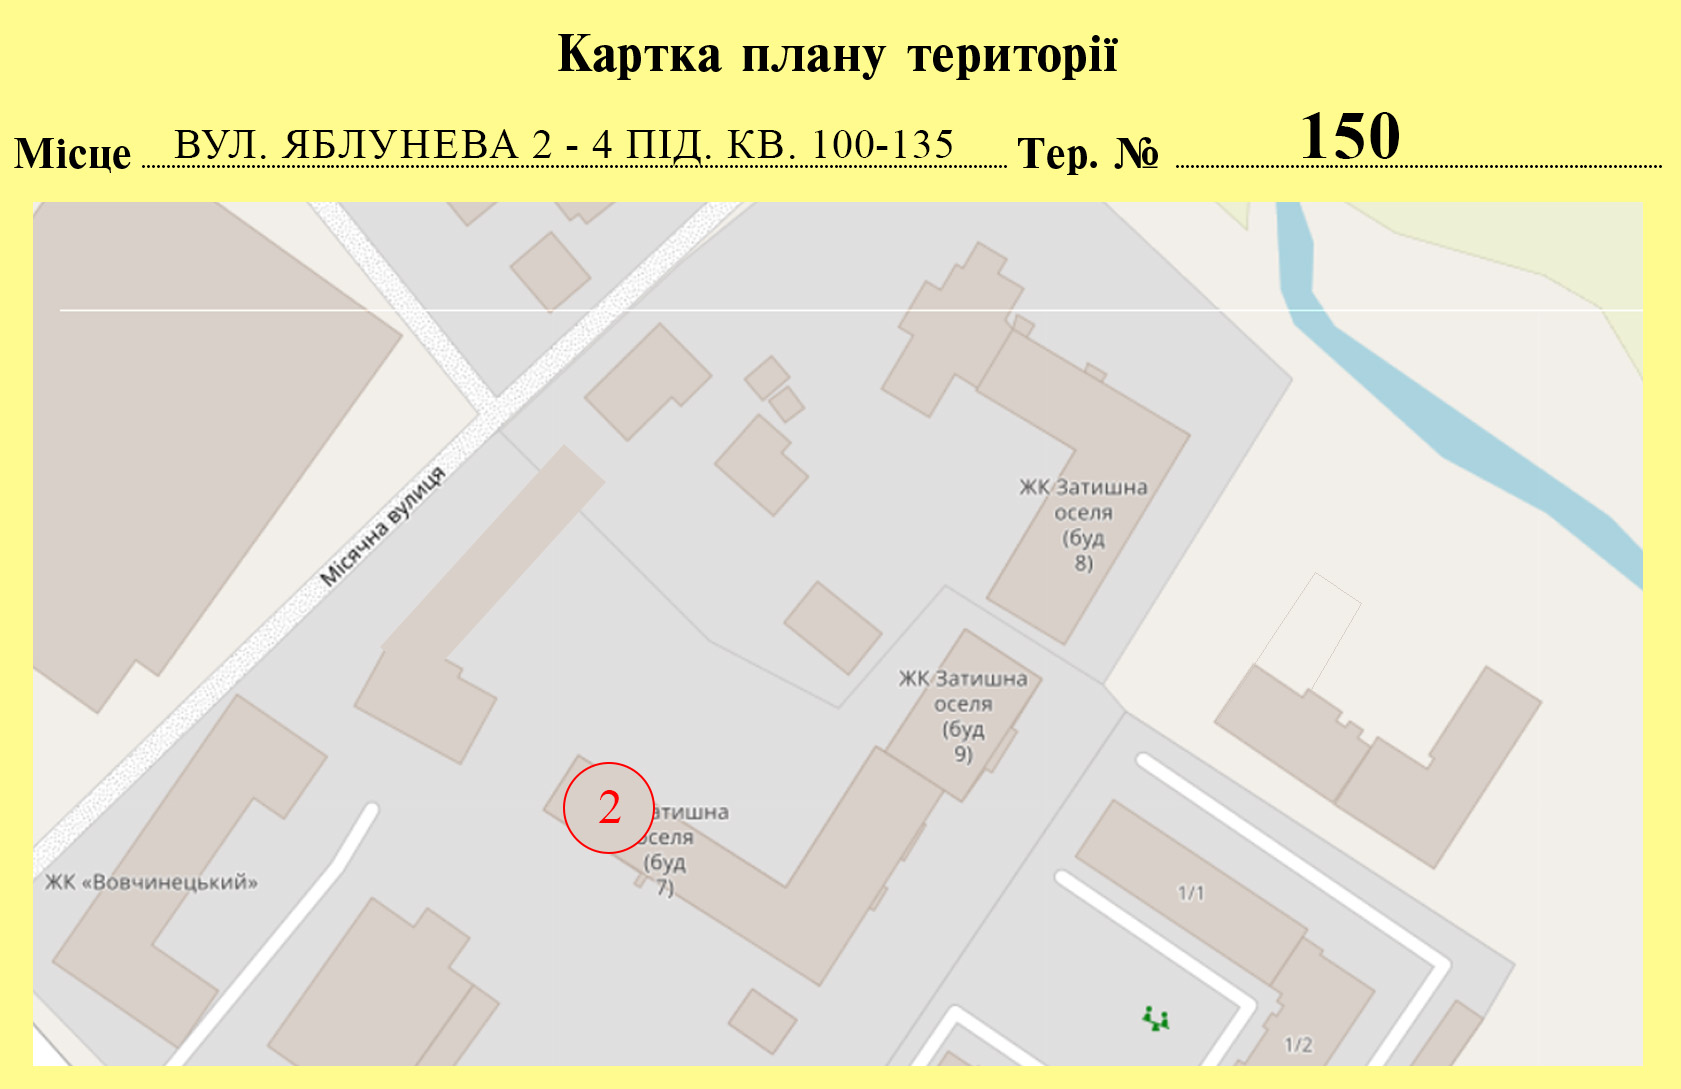 Картка плану території
Місце ВУЛ. ЯБЛУНЕВА 2 - 4 ПІД. КВ. 100-135 Тер. № 150
Місячна вулиця
ЖК Затишна
оселя
(буд
8)
ЖК Затишна
оселя
(буд
9)
2
атишна
оселя
(буд
7)
ЖК «Вовчинецький»
1/1
1/2